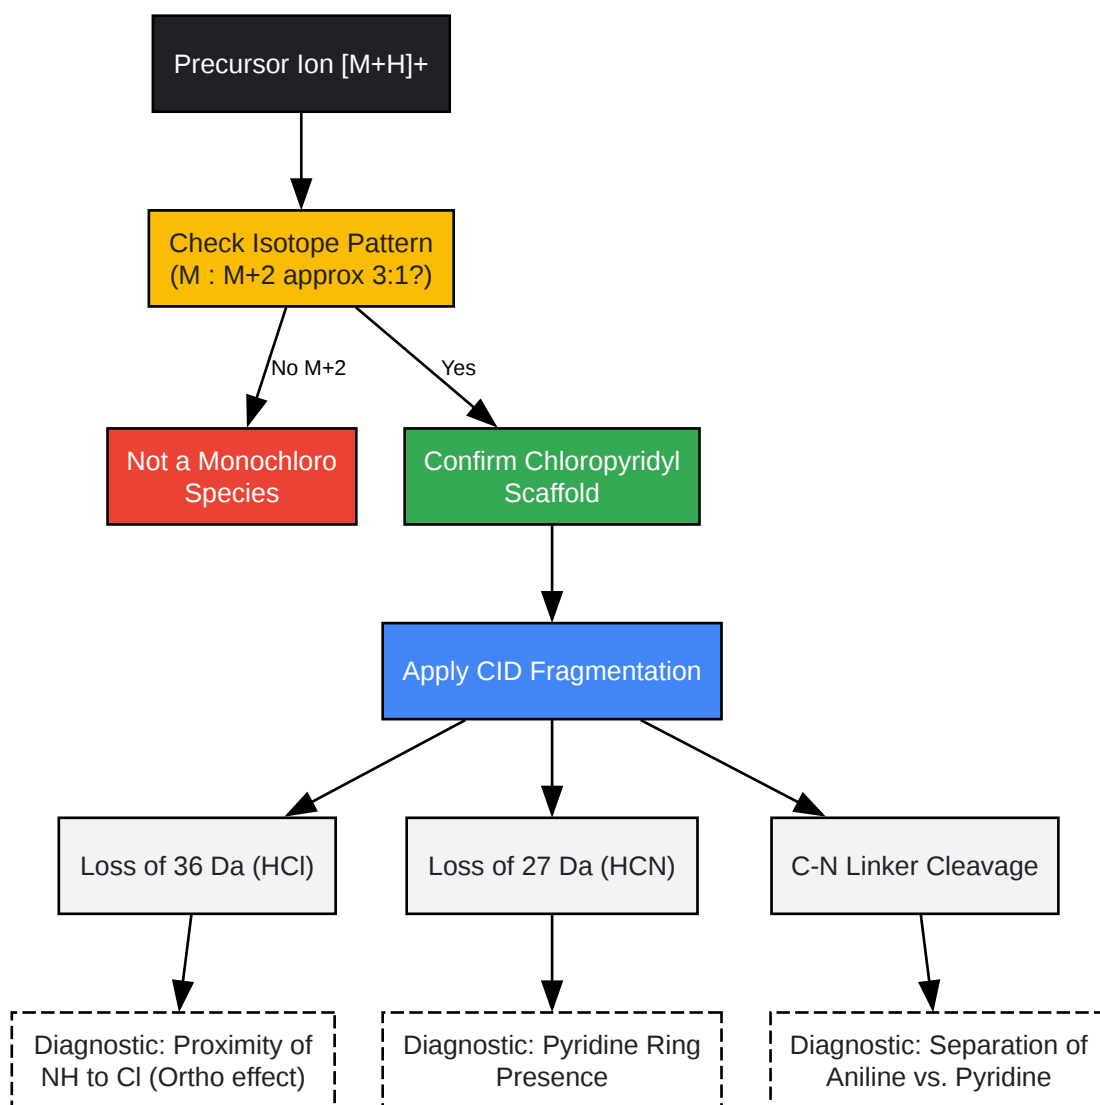 Precursor Ion [M+H]+
Check Isotope Pattern
(M : M+2 approx 3:1?)
No M+2
Yes
Not a Monochloro
Species
Confirm Chloropyridyl
Scaffold
Apply CID Fragmentation
Loss of 36 Da (HCl)
Loss of 27 Da (HCN)
C-N Linker Cleavage
Diagnostic: Proximity of
NH to Cl (Ortho effect)
Diagnostic: Pyridine Ring
Presence
Diagnostic: Separation of
Aniline vs. Pyridine